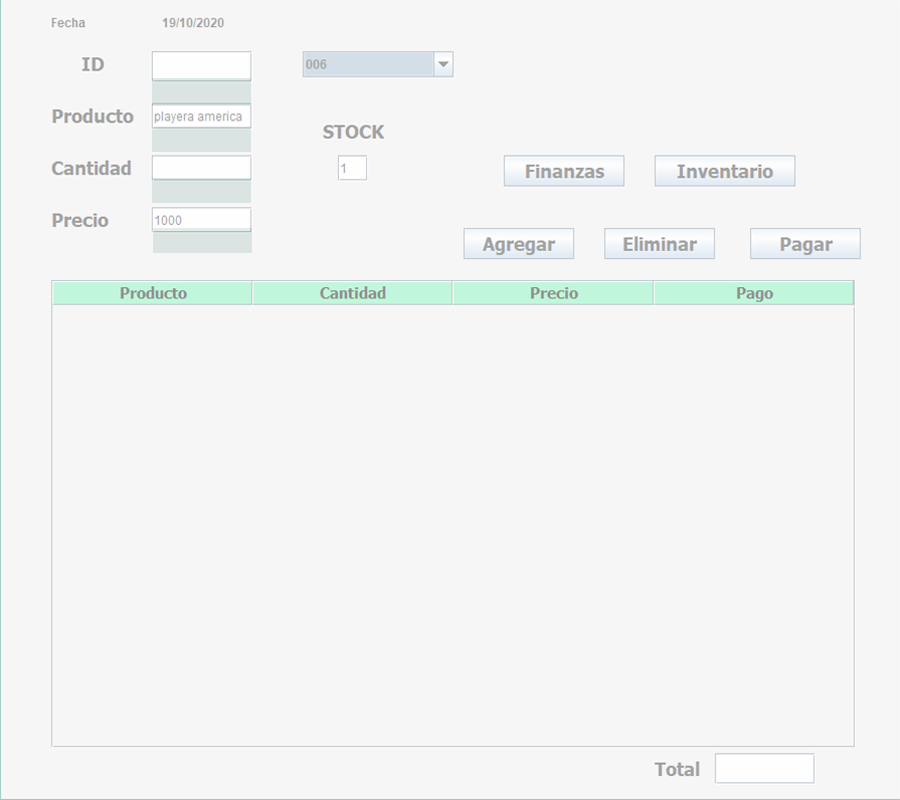 Fecha 19/10/2020
ID 006
Producto playera america
STOCK
Cantidad 1 Finanzas Inventario
Precio 1000
Agregar Eliminar Pagar
Producto Cantidad Precio Pago
Total